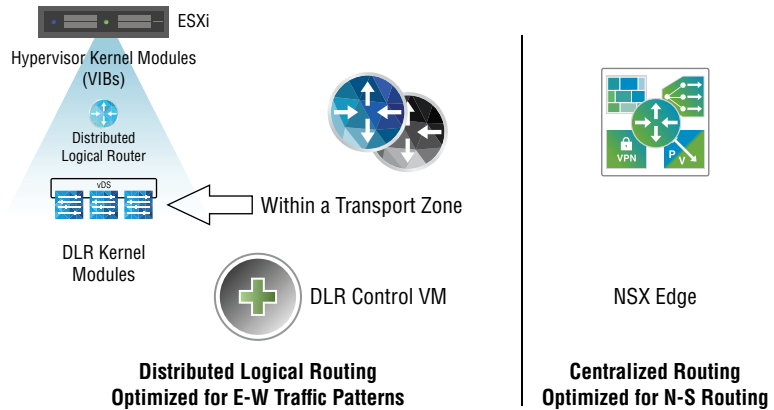 ESXi
Hypervisor Kernel Modules
(VIBs)
Distributed
Logical Router
vDS
DLR Kernel
Modules
Within a Transport Zone
DLR Control VM
Distributed Logical Routing
Optimized for E-W Traffic Patterns
VPN
P
V
NSX Edge
Centralized Routing
Optimized for N-S Routing